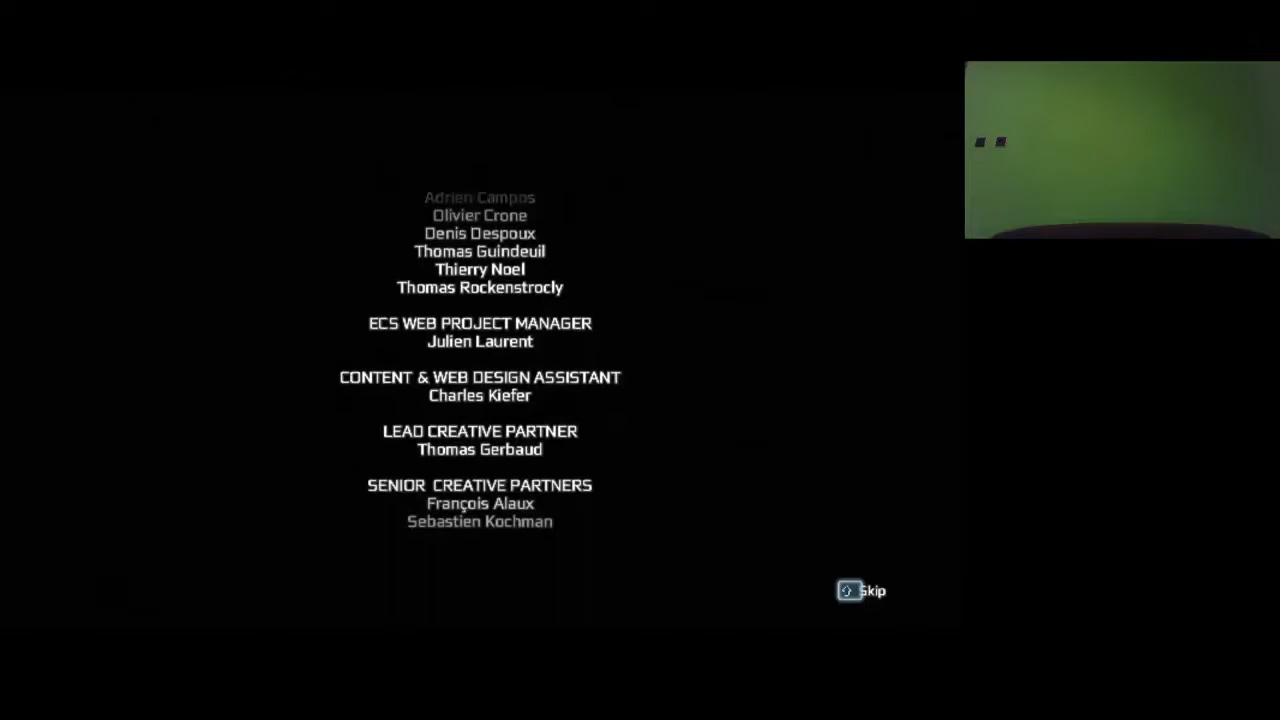 Adrien Campos
Olivier Crone
Denis Despoux
Thomas Guindeuil
Thierry Noel
Thomas Rockenstrocly
ECS WEB PROJECT MANAGER
Julien Laurent
CONTENT & WEB DESIGN ASSISTANT
Charles Kiefer
LEAD CREATIVE PARTNER
Thomas Gerbaud
SENIOR CREATIVE PARTNERS
François Alaux
Sebastien Kochman
Skip